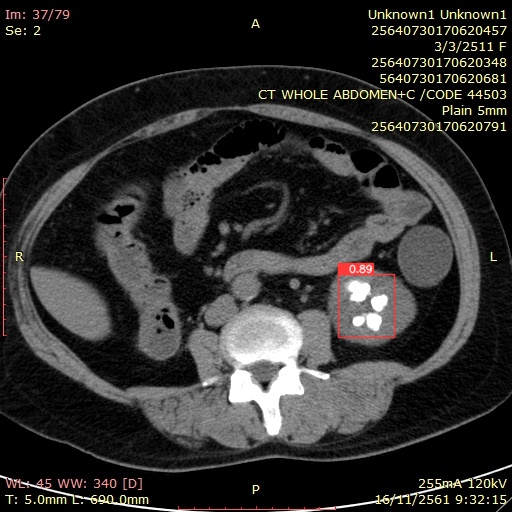 Im: 37/79
Se: 2
A
Unknown1 Unknown1
25640730170620457
3/3/2511 F
25640730170620348
5640730170620681
CT WHOLE ABDOMEN+C /CODE 44503
Plain 5mm
25640730170620791
R
L
0.89
WL: 45 WW: 340 [D]
T: 5.0mm L: 690.0mm
P
255mA 120kV
16/11/2561 9:32:15